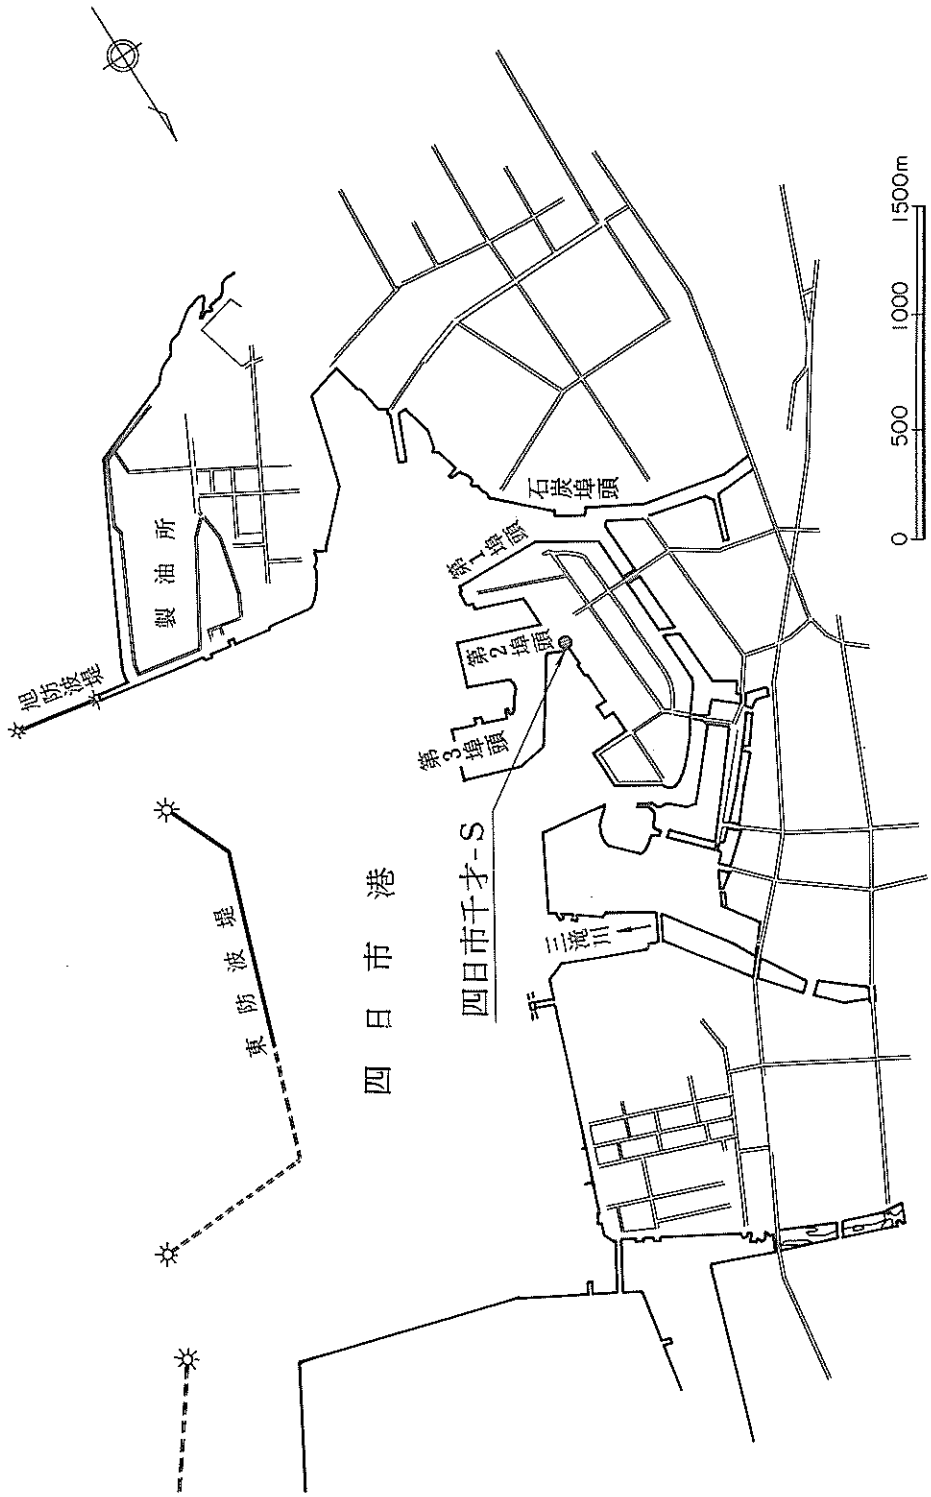 旭防波堤
製油所
東防波堤
四日市港
第1埠頭
第2埠頭
第3埠頭
石炭埠頭
四日市千才-S
三滝川
0 500 1000 1500m